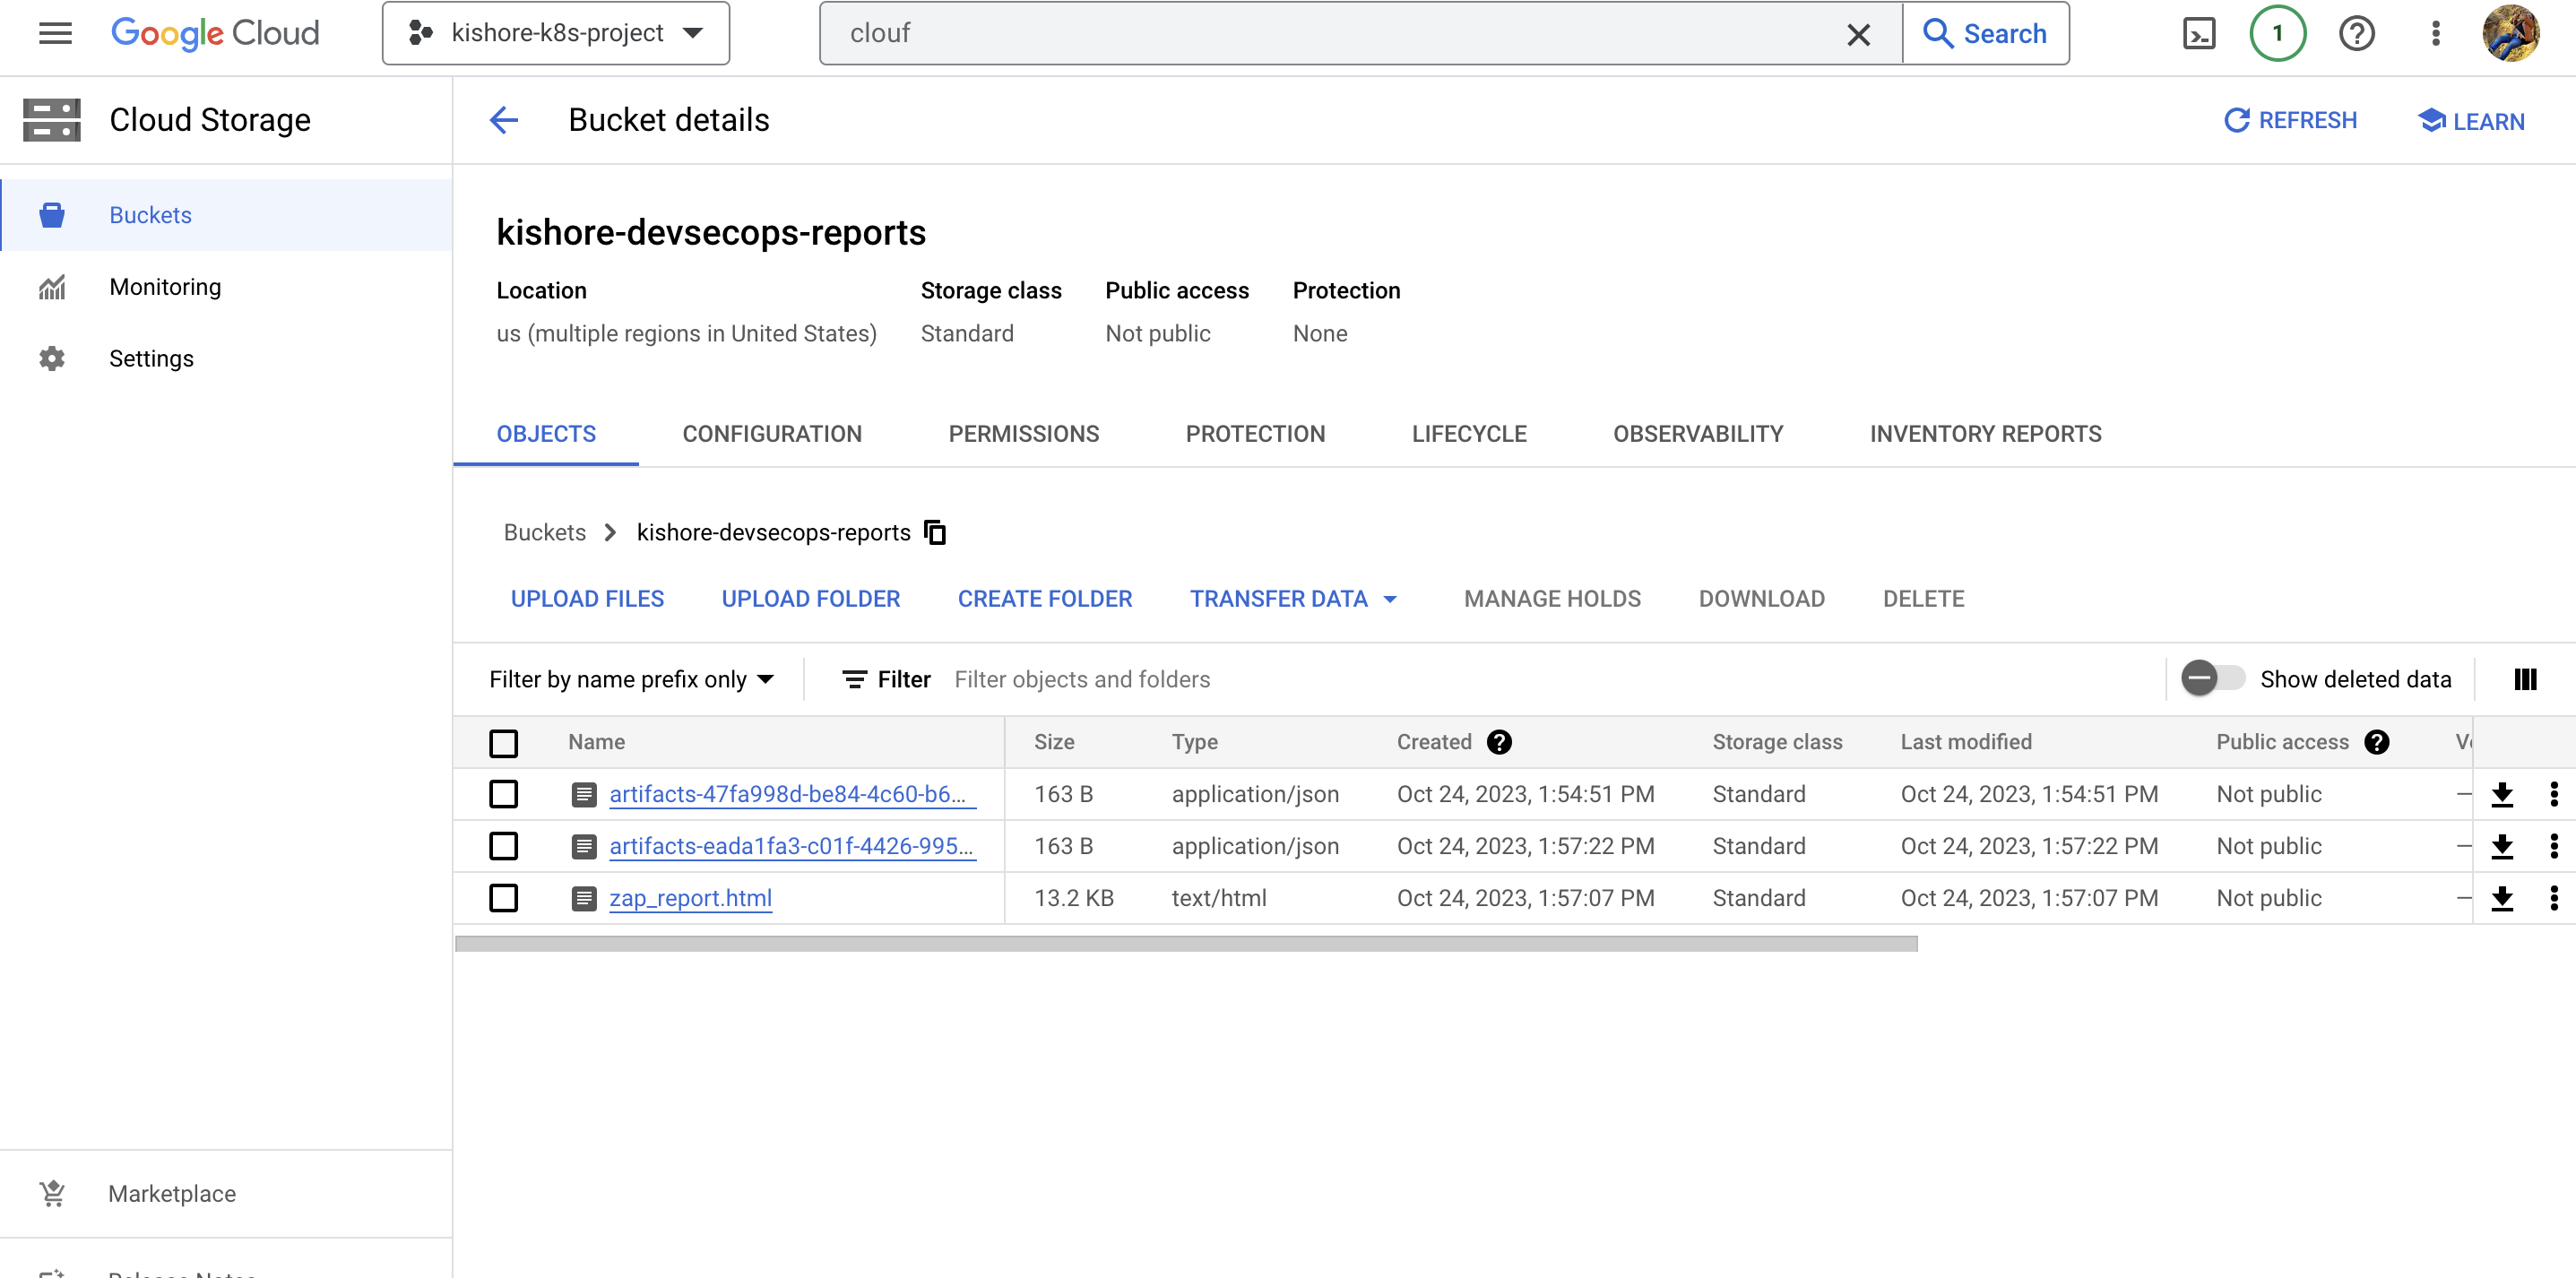 Google Cloud
kishore-k8s-project
clouf
Search
1
Cloud Storage
Bucket details
REFRESH
LEARN
Buckets
Monitoring
Settings
kishore-devsecops-reports
Location Storage class Public access Protection
us (multiple regions in United States) Standard Not public None
OBJECTS CONFIGURATION PERMISSIONS PROTECTION LIFECYCLE OBSERVABILITY INVENTORY REPORTS
Buckets kishore-devsecops-reports
UPLOAD FILES UPLOAD FOLDER CREATE FOLDER TRANSFER DATA MANAGE HOLDS DOWNLOAD DELETE
Filter by name prefix only Filter Filter objects and folders Show deleted data
Name Size Type Created Storage class Last modified Public access
artifacts-47fa998d-be84-4c60-b6... 163 B application/json Oct 24, 2023, 1:54:51 PM Standard Oct 24, 2023, 1:54:51 PM Not public —
artifacts-eada1fa3-c01f-4426-995... 163 B application/json Oct 24, 2023, 1:57:22 PM Standard Oct 24, 2023, 1:57:22 PM Not public —
zap_report.html 13.2 KB text/html Oct 24, 2023, 1:57:07 PM Standard Oct 24, 2023, 1:57:07 PM Not public —
Marketplace